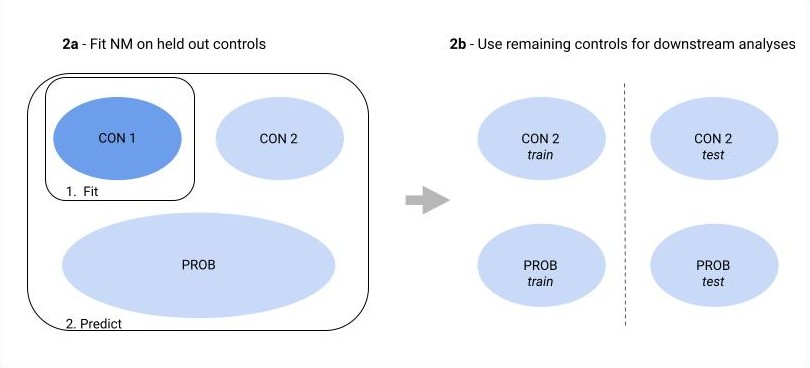 2a - Fit NM on held out controls
CON 1
CON 2
1. Fit
PROB
2. Predict
2b - Use remaining controls for downstream analyses
CON 2
train
CON 2
test
PROB
train
PROB
test